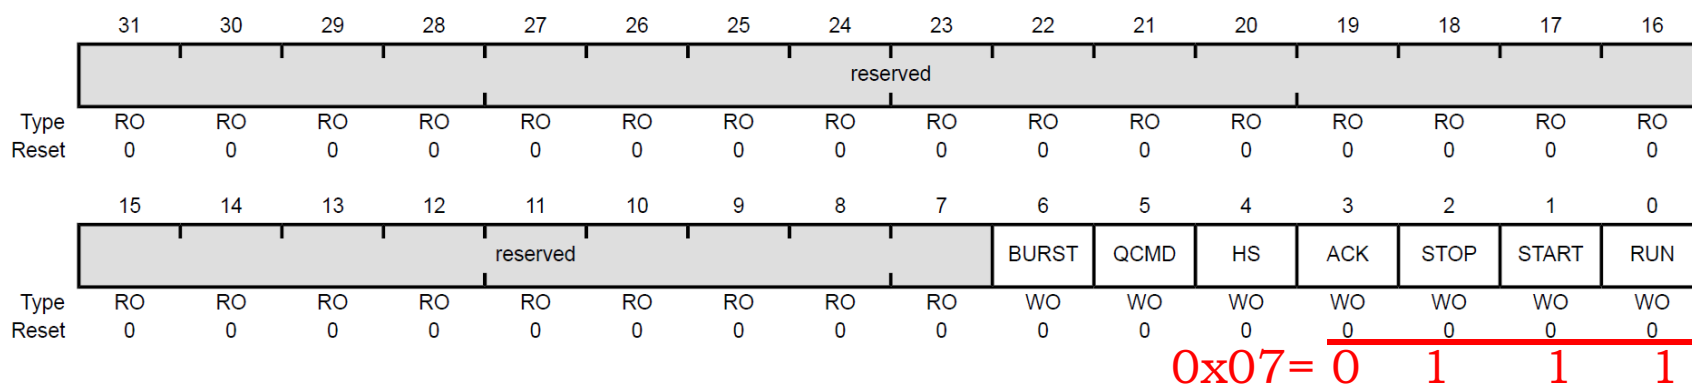 31 30 29 28 27 26 25 24 23 22 21 20 19 18 17 16
reserved
Type RO RO RO RO RO RO RO RO RO RO RO RO RO RO RO RO
Reset 0 0 0 0 0 0 0 0 0 0 0 0 0 0 0 0
15 14 13 12 11 10 9 8 7 6 5 4 3 2 1 0
reserved BURST QCMD HS ACK STOP START RUN
Type RO RO RO RO RO RO RO RO RO WO WO WO WO WO WO WO
Reset 0 0 0 0 0 0 0 0 0 0 0 0 0 0 0 0
0x07= 0 1 1 1